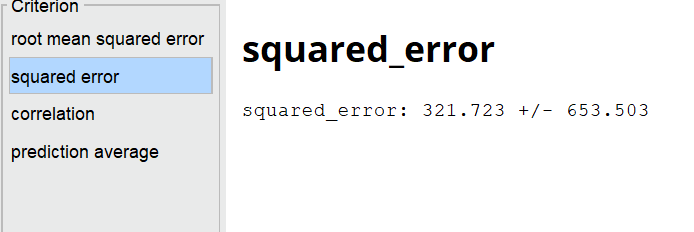 Criterion
root mean squared error
squared error
correlation
prediction average
squared_error
squared_error: 321.723 +/- 653.503